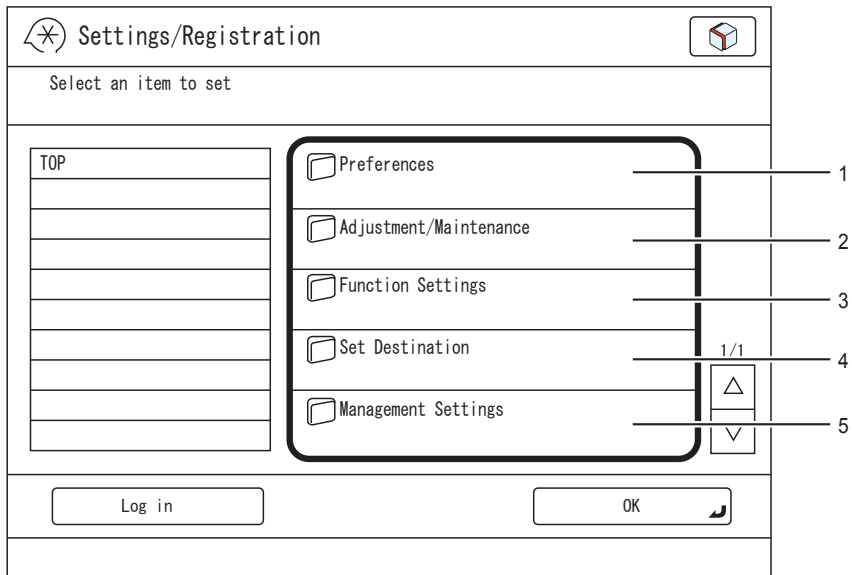 Settings/Registration
Select an item to set
TOP
Preferences
1
Adjustment/Maintenance
2
Function Settings
3
Set Destination
1/1
4
Management Settings
5
Log in
OK